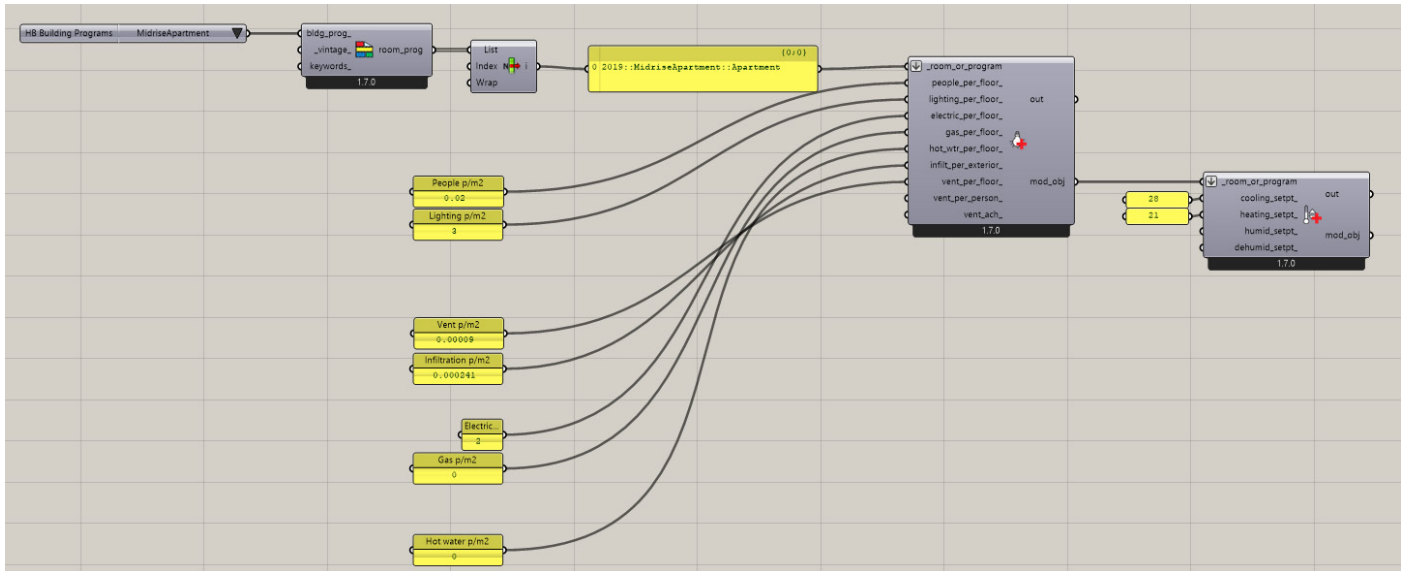 HB Building Programs MidriseApartment
bldg_prog_
_vintage_ room_prog
keywords_
1.7.0
List
Index N i
Wrap
{0;0}
0 2019::MidriseApartment::Apartment
_room_or_program
people_per_floor_
lighting_per_floor_ out
electric_per_floor_
gas_per_floor_
hot_wtr_per_floor_
infilt_per_exterior_
vent_per_floor_ mod_obj
vent_per_person_
vent_ach_
1.7.0
People p/m2
0.02
Lighting p/m2
3
28
21
_room_or_program
out
cooling_setpt_
heating_setpt_
humid_setpt_
mod_obj
dehumid_setpt_
1.7.0
Vent p/m2
0.00009
Infiltration p/m2
0.000241
Electric...
2
Gas p/m2
0
Hot water p/m2
0